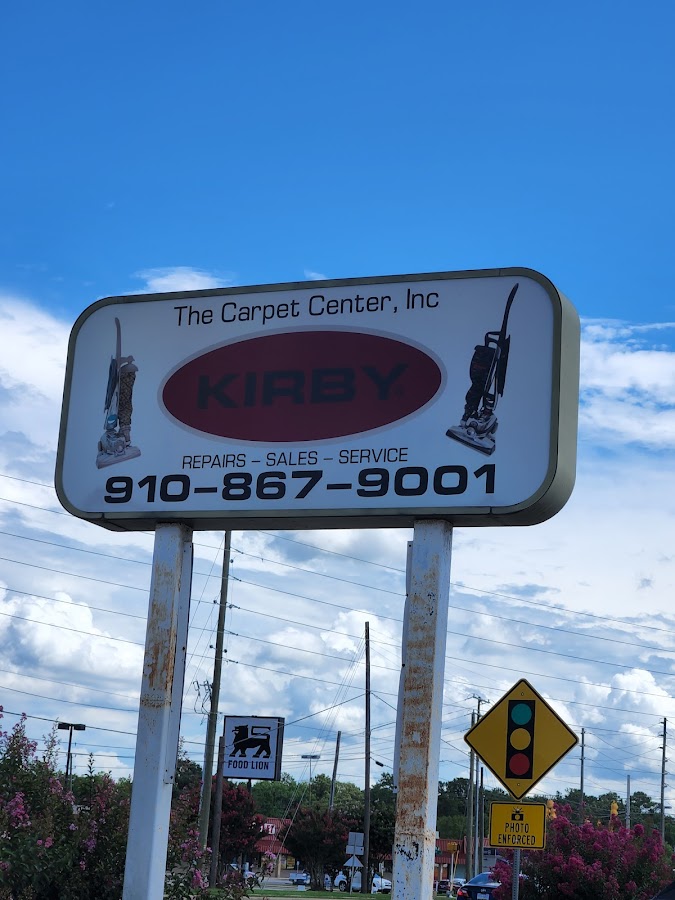 The Carpet Center, Inc
KIRBY
REPAIRS – SALES – SERVICE
910-867-9001
FOOD LION
PHOTO
ENFORCED